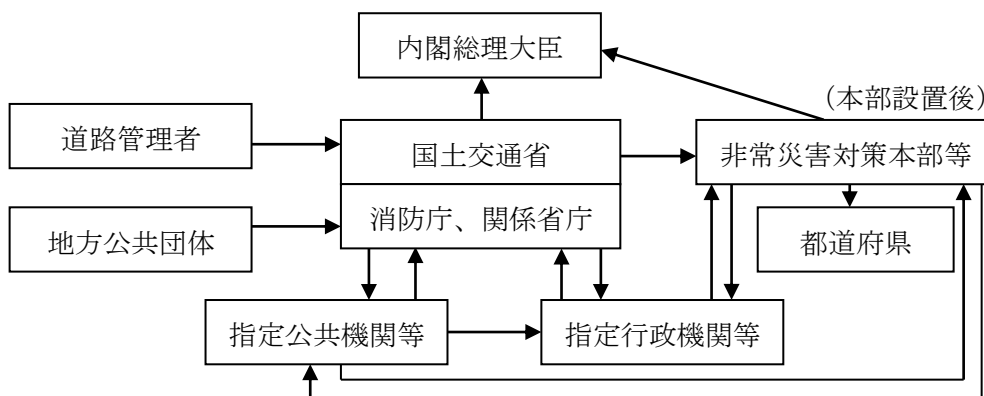 内閣総理大臣
（本部設置後）
道路管理者
国土交通省
非常災害対策本部等
地方公共団体
消防庁、関係省庁
都道府県
指定公共機関等
指定行政機関等